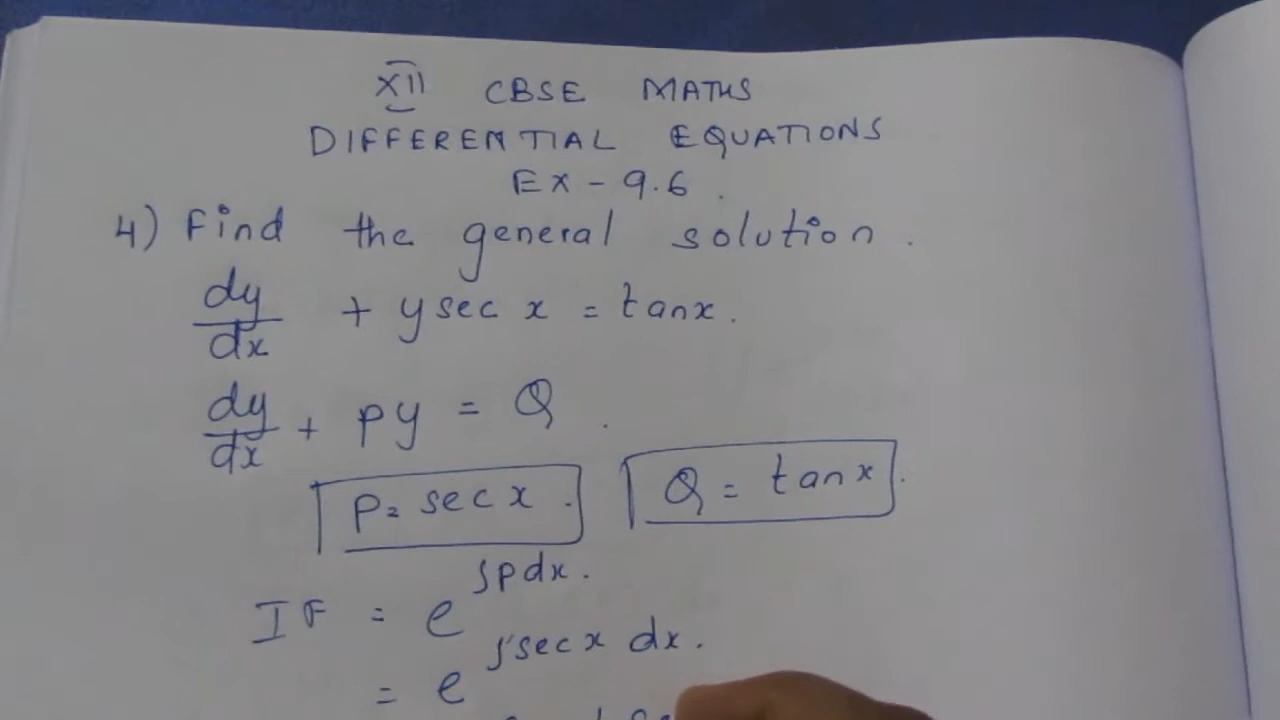 XII CBSE MATHS
DIFFERENTIAL EQUATIONS
EX - 9.6
4) Find the general solution.
dy/dx + y sec x = tan x.
dy/dx + py = Q.
P = sec x. Q = tan x.
IF = e^∫pdx.
= e^∫sec x dx.